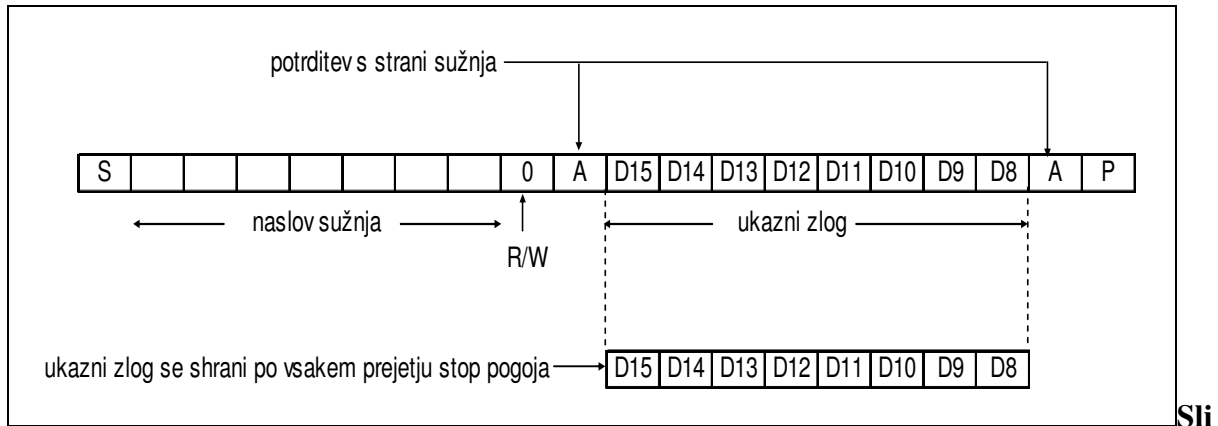 potrditev s strani sužnja
S 0 A D15 D14 D13 D12 D11 D10 D9 D8 A P
naslov sužnja ukazni zlog
R/W
ukazni zlog se shrani po vsakem prejetju stop pogoja D15 D14 D13 D12 D11 D10 D9 D8
Sli